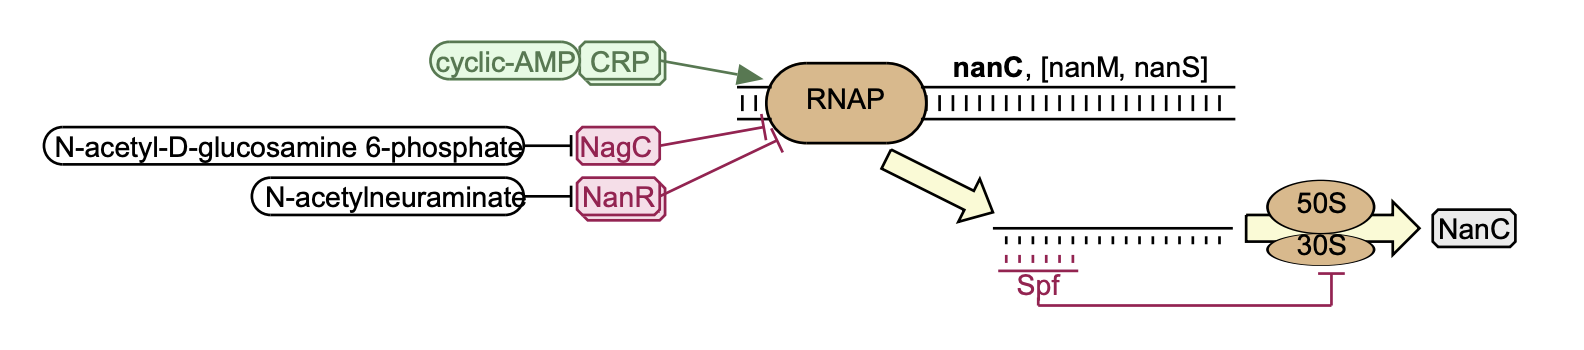 cyclic-AMP CRP
RNAP
nanC, [nanM, nanS]
N-acetyl-D-glucosamine 6-phosphate NagC
N-acetylneuraminate NanR
50S
30S
NanC
Spf